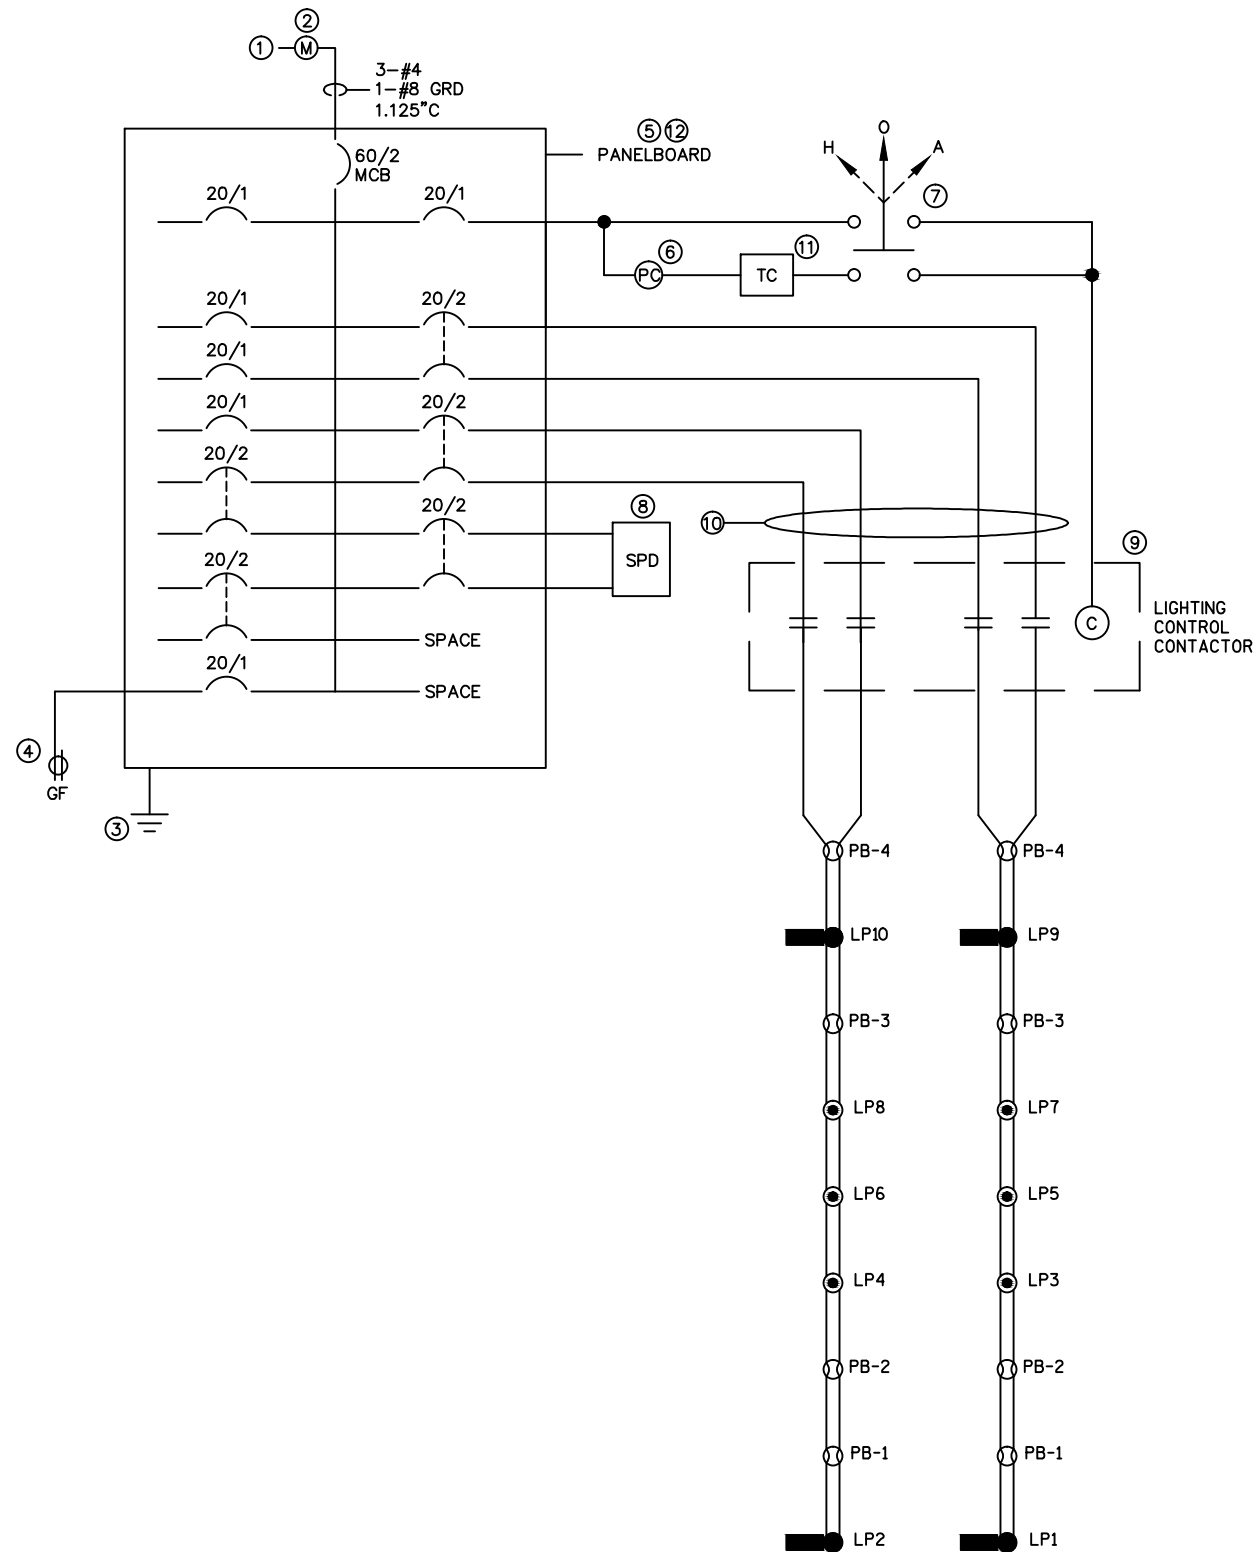 2
1
M
3-#4
1-#8 GRD
1.125"C
5 12
PANELBOARD
60/2
MCB
H
O
A
7
20/1
20/1
6
PC
11
TC
20/1
20/2
20/1
20/1
20/2
20/2
20/2
8
SPD
10
9
20/2
SPACE
LIGHTING
CONTROL
CONTACTOR
C
20/1
SPACE
4
GF
3
PB-4
PB-4
LP10
LP9
PB-3
PB-3
LP8
LP7
LP6
LP5
LP4
LP3
PB-2
PB-2
PB-1
PB-1
LP2
LP1